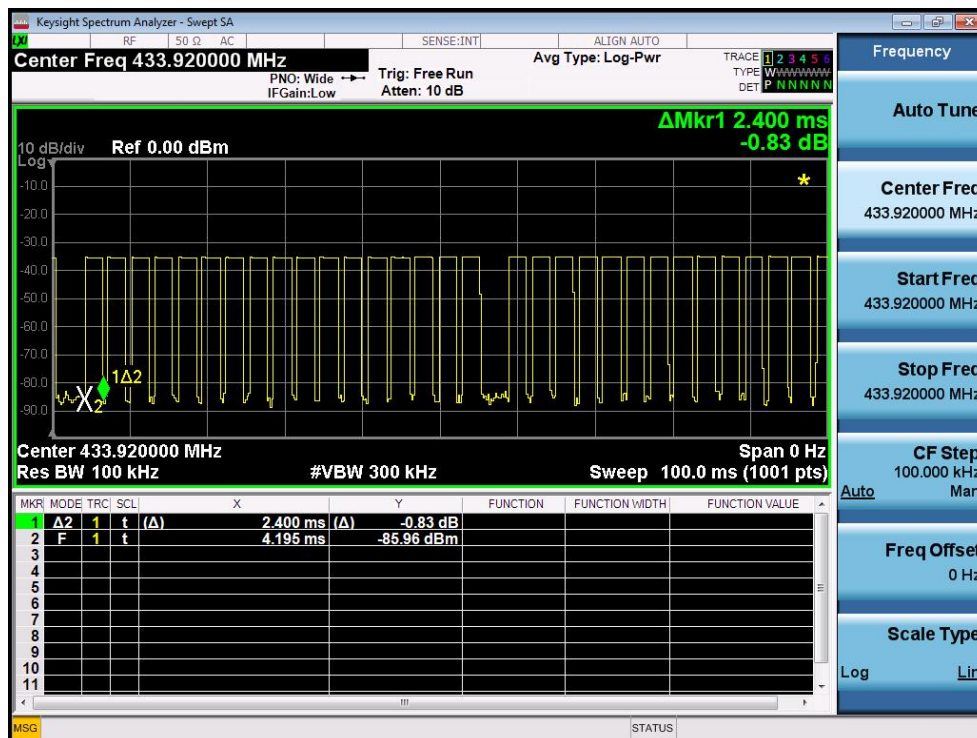 Keysight Spectrum Analyzer - Swept SA
LXI RF 50 Ω AC SENSE:INT ALIGN AUTO
Center Freq 433.920000 MHz
PNO: Wide
IFGain:Low
Trig: Free Run
Atten: 10 dB
Avg Type: Log-Pwr
TRACE 1 2 3 4 5 6
TYPE WWWWWWW
DET P N N N N N
ΔMkr1 2.400 ms
-0.83 dB
10 dB/div Ref 0.00 dBm
Log
-10.0
-20.0
-30.0
-40.0
-50.0
-60.0
-70.0
-80.0
-90.0
1Δ2
X2
*
Center 433.920000 MHz Span 0 Hz
Res BW 100 kHz #VBW 300 kHz Sweep 100.0 ms (1001 pts)
MKR MODE TRC SCL X Y FUNCTION FUNCTION WIDTH FUNCTION VALUE
1 Δ2 1 t (Δ) 2.400 ms (Δ) -0.83 dB
2 F 1 t 4.195 ms -85.96 dBm
3
4
5
6
7
8
9
10
11
MSG STATUS
Frequency
Auto Tune
Center Freq
433.920000 MHz
Start Freq
433.920000 MHz
Stop Freq
433.920000 MHz
CF Step
100.000 kHz
Auto Man
Freq Offset
0 Hz
Scale Type
Log Lin